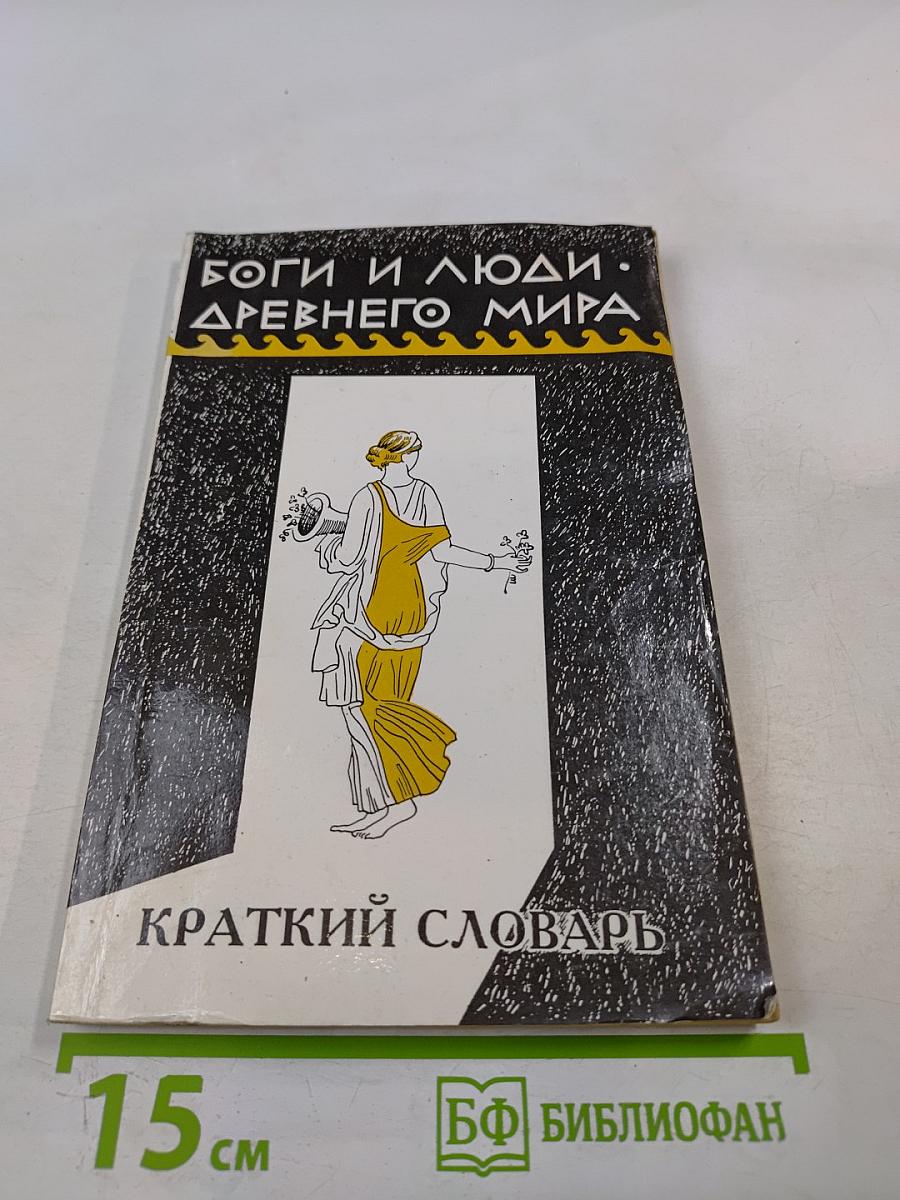 БОГИ И ЛЮДИ •
ДРЕВНЕГО МИРА
КРАТКИЙ СЛОВАРЬ
15 см
БФ БИБЛИОФАН